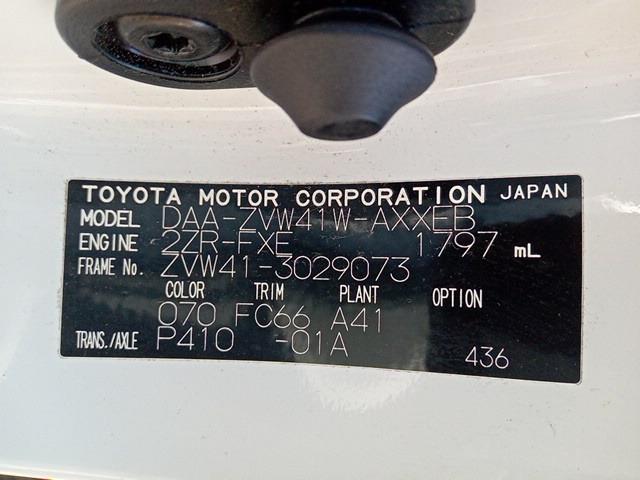 TOYOTA MOTOR CORPORATION JAPAN
MODEL DAA-ZVW41W-AXXEB
ENGINE 2ZR-FXE 1797 mL
FRAME No. ZVW41-3029073
COLOR TRIM PLANT OPTION
070 FC66 A41
TRANS./AXLE P410 -01A
436